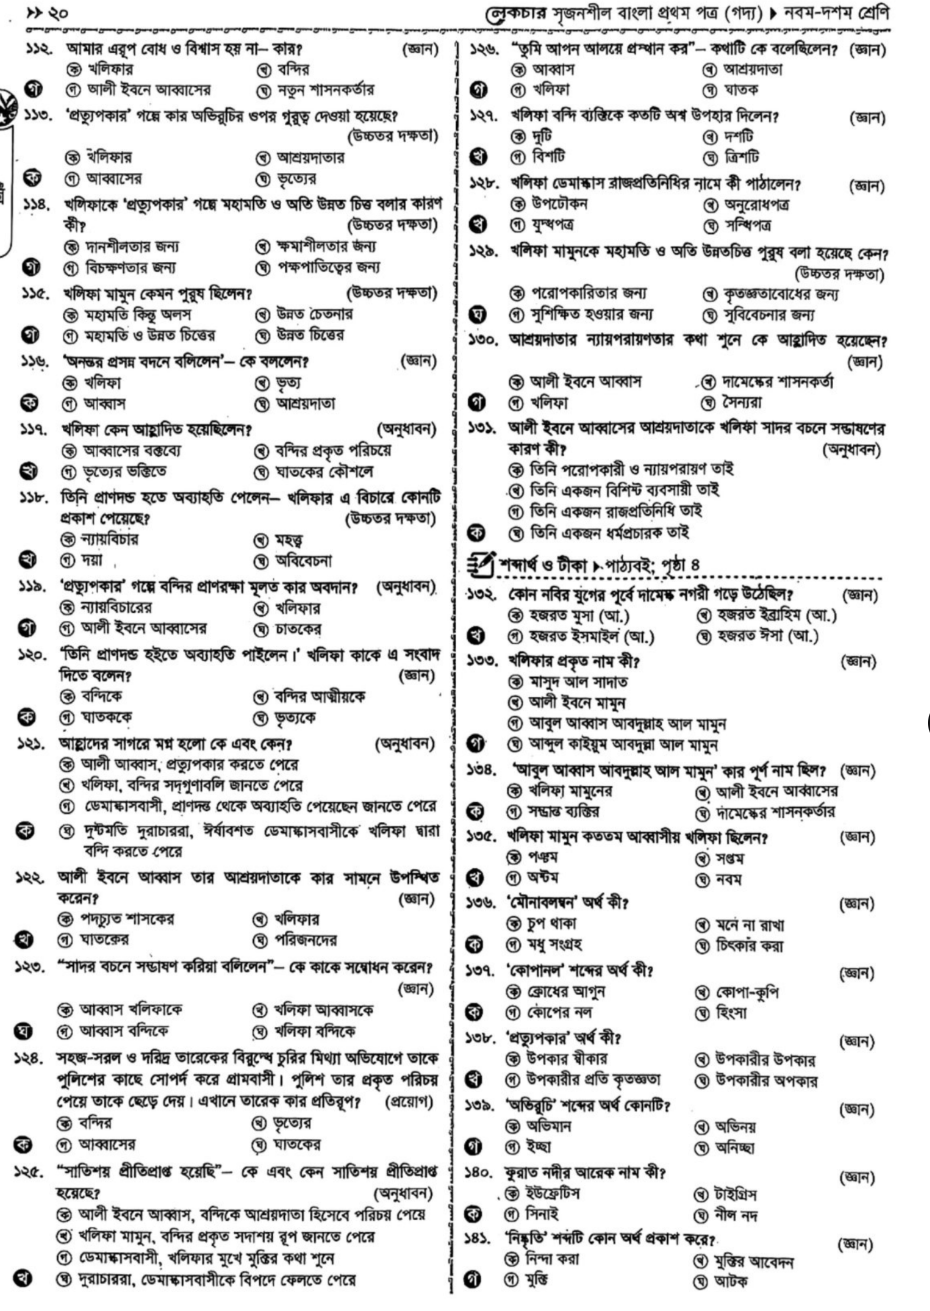 >> ২০
লেকচার সৃজনশীল বাংলা প্রথম পত্র (গদ্য) ▶ নবম-দশম শ্রেণি
১১২. আমার এরূপ বোধ ও বিশ্বাস হয় না— কার? (জ্ঞান)
ক খলিফার খ বন্দির
গ গ আলী ইবনে আব্বাসের ঘ নতুন শাসনকর্তার
১১৩. 'প্রত্যুপকার' গল্পে কার অভিরুচির ওপর গুরুত্ব দেওয়া হয়েছে?
(উচ্চতর দক্ষতা)
ক খলিফার খ আশ্রয়দাতার
ক গ আব্বাসের ঘ ভৃত্যের
১১৪. খলিফাকে 'প্রত্যুপকার' গল্পে মহামতি ও অতি উন্নত চিত্ত বলার কারণ
কী? (উচ্চতর দক্ষতা)
ক দানশীলতার জন্য খ ক্ষমাশীলতার জন্য
গ গ বিচক্ষণতার জন্য ঘ পক্ষপাতিত্বের জন্য
১১৫. খলিফা মামুন কেমন পুরুষ ছিলেন? (উচ্চতর দক্ষতা)
ক মহামতি কিন্তু অলস খ উন্নত চেতনার
গ গ মহামতি ও উন্নত চিত্তের ঘ উন্নত চিত্তের
১১৬. 'অনন্তর প্রসন্ন বদনে বলিলেন'— কে বললেন? (জ্ঞান)
ক খলিফা খ ভৃত্য
ক গ আব্বাস ঘ আশ্রয়দাতা
১১৭. খলিফা কেন আহ্লাদিত হয়েছিলেন? (অনুধাবন)
ক আব্বাসের বক্তব্যে খ বন্দির প্রকৃত পরিচয়ে
খ গ ভৃত্যের ভক্তিতে ঘ ঘাতকের কৌশলে
১১৮. তিনি প্রাণদন্ড হতে অব্যাহতি পেলেন— খলিফার এ বিচারে কোনটি
প্রকাশ পেয়েছে? (উচ্চতর দক্ষতা)
ক ন্যায়বিচার খ মহত্ত্ব
খ গ দয়া ঘ অবিবেচনা
১১৯. 'প্রত্যুপকার' গল্পে বন্দির প্রাণরক্ষা মূলত কার অবদান? (অনুধাবন)
ক ন্যায়বিচারের খ খলিফার
গ গ আলী ইবনে আব্বাসের ঘ চাতকের
১২০. 'তিনি প্রাণদন্ড হইতে অব্যাহতি পাইলেন।' খলিফা কাকে এ সংবাদ
দিতে বলেন? (জ্ঞান)
ক বন্দিকে খ বন্দির আত্মীয়কে
ক গ ঘাতককে ঘ ভৃত্যকে
১২১. আহ্লাদের সাগরে মগ্ন হলো কে এবং কেন? (অনুধাবন)
ক আলী আব্বাস, প্রত্যুপকার করতে পেরে
খ খলিফা, বন্দির সদ্‌গুণাবলি জানতে পেরে
গ ডেমাস্কাসবাসী, প্রাণদন্ড থেকে অব্যাহতি পেয়েছেন জানতে পেরে
ক ঘ দুষ্টমতি দুরাচাররা, ঈর্ষাবশত ডেমাস্কাসবাসীকে খলিফা দ্বারা
বন্দি করতে পেরে
১২২. আলী ইবনে আব্বাস তার আশ্রয়দাতাকে কার সামনে উপস্থিত
করেন? (জ্ঞান)
ক পদচ্যুত শাসকের খ খলিফার
খ গ ঘাতকের ঘ পরিজনদের
১২৩. "সাদর বচনে সম্ভাষণ করিয়া বলিলেন"— কে কাকে সম্বোধন করেন?
(জ্ঞান)
ক আব্বাস খলিফাকে খ খলিফা আব্বাসকে
ঘ গ আব্বাস বন্দিকে ঘ খলিফা বন্দিকে
১২৪. সহজ-সরল ও দরিদ্র তারেকের বিরুদ্ধে চুরির মিথ্যা অভিযোগে তাকে
পুলিশের কাছে সোপর্দ করে গ্রামবাসী। পুলিশ তার প্রকৃত পরিচয়
পেয়ে তাকে ছেড়ে দেয়। এখানে তারেক কার প্রতিরূপ? (প্রয়োগ)
ক বন্দির খ ভৃত্যের
ক গ আব্বাসের ঘ ঘাতকের
১২৫. "সাতিশয় প্রীতিপ্রাপ্ত হয়েছি"— কে এবং কেন সাতিশয় প্রীতিপ্রাপ্ত
হয়েছে? (অনুধাবন)
ক আলী ইবনে আব্বাস, বন্দিকে আশ্রয়দাতা হিসেবে পরিচয় পেয়ে
খ খলিফা মামুন, বন্দির প্রকৃত সদাশয় রূপ জানতে পেরে
গ ডেমাস্কাসবাসী, খলিফার মুখে মুক্তির কথা শুনে
খ ঘ দুরাচাররা, ডেমাস্কাসবাসীকে বিপদে ফেলতে পেরে
১২৬. "তুমি আপন আলয়ে প্রস্থান কর"— কথাটি কে বলেছিলেন? (জ্ঞান)
ক আব্বাস খ আশ্রয়দাতা
গ গ খলিফা ঘ ঘাতক
১২৭. খলিফা বন্দি ব্যক্তিকে কতটি অশ্ব উপহার দিলেন? (জ্ঞান)
ক দুটি খ দশটি
খ গ বিশটি ঘ ত্রিশটি
১২৮. খলিফা ডেমাস্কাস রাজপ্রতিনিধির নামে কী পাঠালেন? (জ্ঞান)
ক উপঢৌকন খ অনুরোধপত্র
খ গ যুদ্ধপত্র ঘ সন্ধিপত্র
১২৯. খলিফা মামুনকে মহামতি ও অতি উন্নতচিত্ত পুরুষ বলা হয়েছে কেন?
(উচ্চতর দক্ষতা)
ক পরোপকারিতার জন্য খ কৃতজ্ঞতাবোধের জন্য
ঘ গ সুশিক্ষিত হওয়ার জন্য ঘ সুবিবেচনার জন্য
১৩০. আশ্রয়দাতার ন্যায়পরায়ণতার কথা শুনে কে আহ্লাদিত হয়েছেন?
(জ্ঞান)
ক আলী ইবনে আব্বাস খ দামেস্কের শাসনকর্তা
গ গ খলিফা ঘ সৈন্যরা
১৩১. আলী ইবনে আব্বাসের আশ্রয়দাতাকে খলিফা সাদর বচনে সম্ভাষণের
কারণ কী? (অনুধাবন)
ক তিনি পরোপকারী ও ন্যায়পরায়ণ তাই
খ তিনি একজন বিশিষ্ট ব্যবসায়ী তাই
গ তিনি একজন রাজপ্রতিনিধি তাই
ক ঘ তিনি একজন ধর্মপ্রচারক তাই
শব্দার্থ ও টীকা ▶ পাঠ্যবই; পৃষ্ঠা ৪
১৩২. কোন নবির যুগের পূর্বে দামেস্ক নগরী গড়ে উঠেছিল? (জ্ঞান)
ক হজরত মুসা (আ.) খ হজরত ইব্রাহিম (আ.)
খ গ হজরত ইসমাইল (আ.) ঘ হজরত ঈসা (আ.)
১৩৩. খলিফার প্রকৃত নাম কী? (জ্ঞান)
ক মাসুদ আল সাদাত
খ আলী ইবনে মামুন
গ আবুল আব্বাস আবদুল্লাহ আল মামুন
গ ঘ আব্দুল কাইয়ুম আবদুল্লা আল মামুন
১৩৪. 'আবুল আব্বাস আবদুল্লাহ আল মামুন' কার পূর্ণ নাম ছিল? (জ্ঞান)
ক খলিফা মামুনের খ আলী ইবনে আব্বাসের
ক গ সম্ভ্রান্ত ব্যক্তির ঘ দামেস্কের শাসনকর্তার
১৩৫. খলিফা মামুন কততম আব্বাসীয় খলিফা ছিলেন? (জ্ঞান)
ক পঞ্চম খ সপ্তম
খ গ অষ্টম ঘ নবম
১৩৬. 'মৌনাবলম্বন' অর্থ কী? (জ্ঞান)
ক চুপ থাকা খ মনে না রাখা
ক গ মধু সংগ্রহ ঘ চিৎকার করা
১৩৭. 'কোপানল' শব্দের অর্থ কী? (জ্ঞান)
ক ক্রোধের আগুন খ কোপা-কুপি
ক গ কোপের নল ঘ হিংসা
১৩৮. 'প্রত্যুপকার' অর্থ কী? (জ্ঞান)
ক উপকার স্বীকার খ উপকারীর উপকার
খ গ উপকারীর প্রতি কৃতজ্ঞতা ঘ উপকারীর অপকার
১৩৯. 'অভিরুচি' শব্দের অর্থ কোনটি? (জ্ঞান)
ক অভিমান খ অভিনয়
গ গ ইচ্ছা ঘ অনিচ্ছা
১৪০. ফুরাত নদীর আরেক নাম কী? (জ্ঞান)
ক ইউফ্রেটিস খ টাইগ্রিস
ক গ সিনাই ঘ নীল নদ
১৪১. 'নিষ্কৃতি' শব্দটি কোন অর্থ প্রকাশ করে? (জ্ঞান)
ক নিন্দা করা খ মুক্তির আবেদন
গ গ মুক্তি ঘ আটক